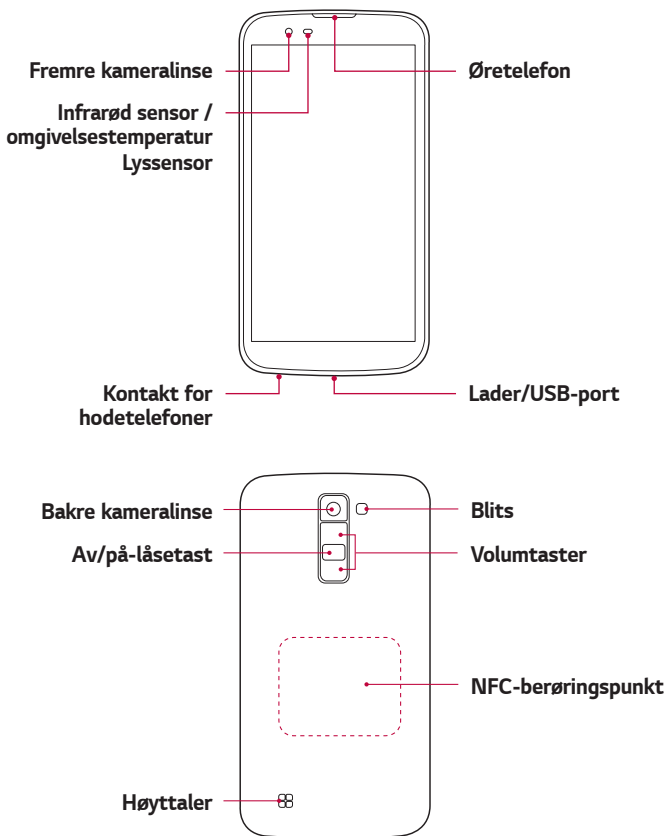 Fremre kameralinse
Øretelefon
Infrarød sensor /
omgivelsestemperatur
Lyssensor
Kontakt for
hodetelefoner
Lader/USB-port
Bakre kameralinse
Blits
Av/på-låsetast
Volumtaster
NFC-berøringspunkt
Høyttaler